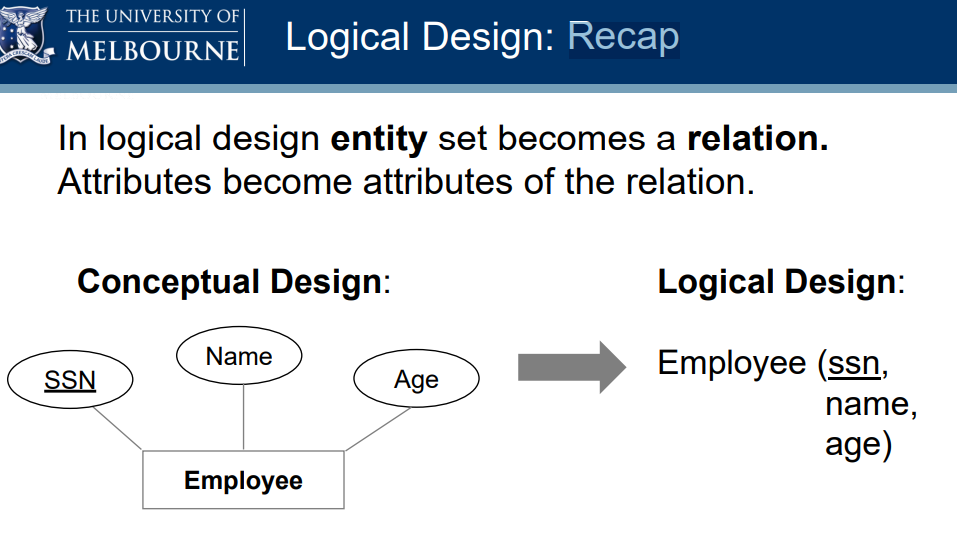 THE UNIVERSITY OF
MELBOURNE
Logical Design: Recap
In logical design entity set becomes a relation.
Attributes become attributes of the relation.
Conceptual Design:
Logical Design:
SSN
Name
Age
Employee
Employee (ssn,
name,
age)